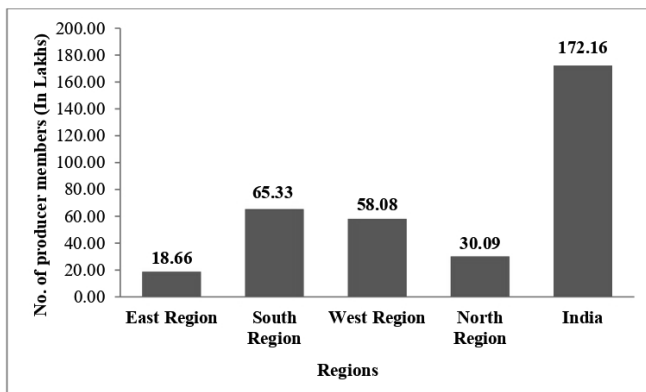 No. of producer members (In Lakhs)
200.00
180.00
160.00
140.00
120.00
100.00
80.00
60.00
40.00
20.00
0.00
18.66
65.33
58.08
30.09
172.16
East Region
South
Region
West Region
North
Region
India
Regions